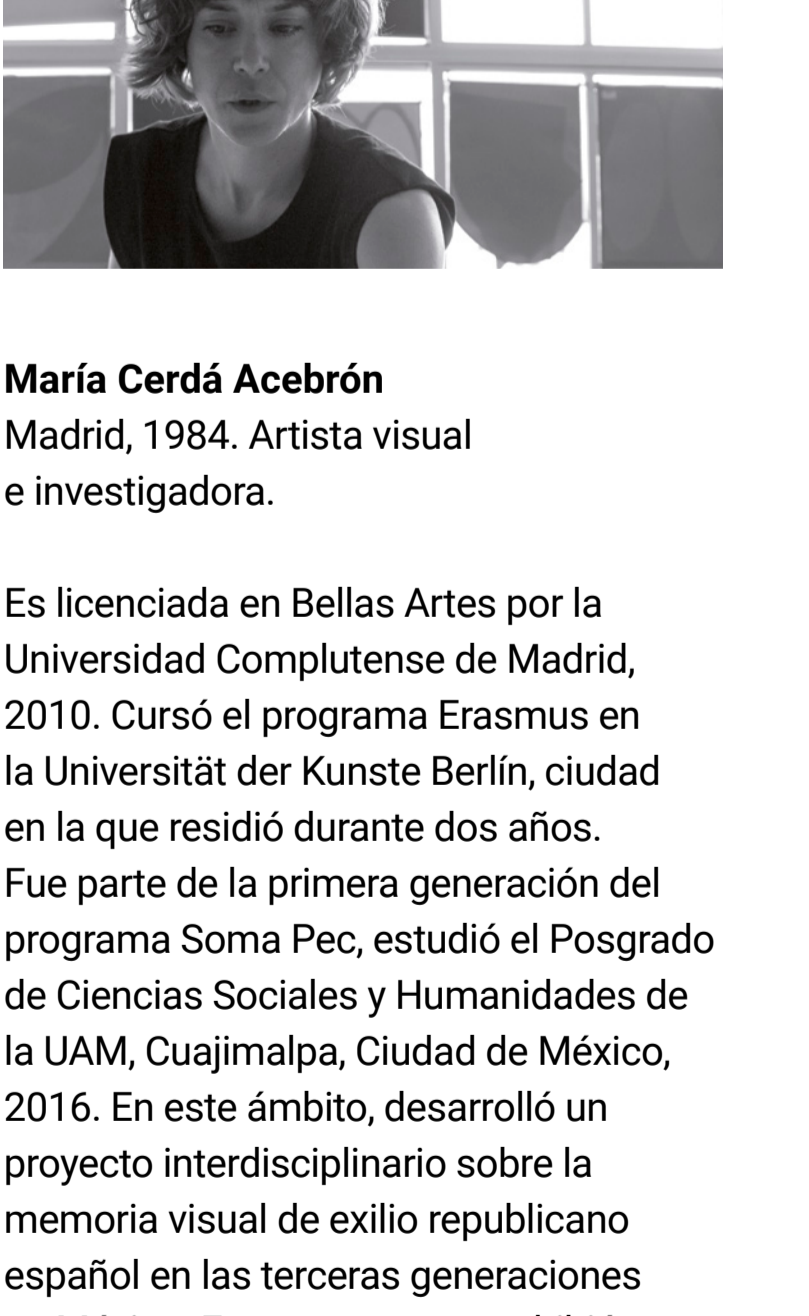 María Cerdá Acebrón
Madrid, 1984. Artista visual
e investigadora.
Es licenciada en Bellas Artes por la
Universidad Complutense de Madrid,
2010. Cursó el programa Erasmus en
la Universität der Kunste Berlín, ciudad
en la que residió durante dos años.
Fue parte de la primera generación del
programa Soma Pec, estudió el Posgrado
de Ciencias Sociales y Humanidades de
la UAM, Cuajimalpa, Ciudad de México,
2016. En este ámbito, desarrolló un
proyecto interdisciplinario sobre la
memoria visual de exilio republicano
español en las terceras generaciones